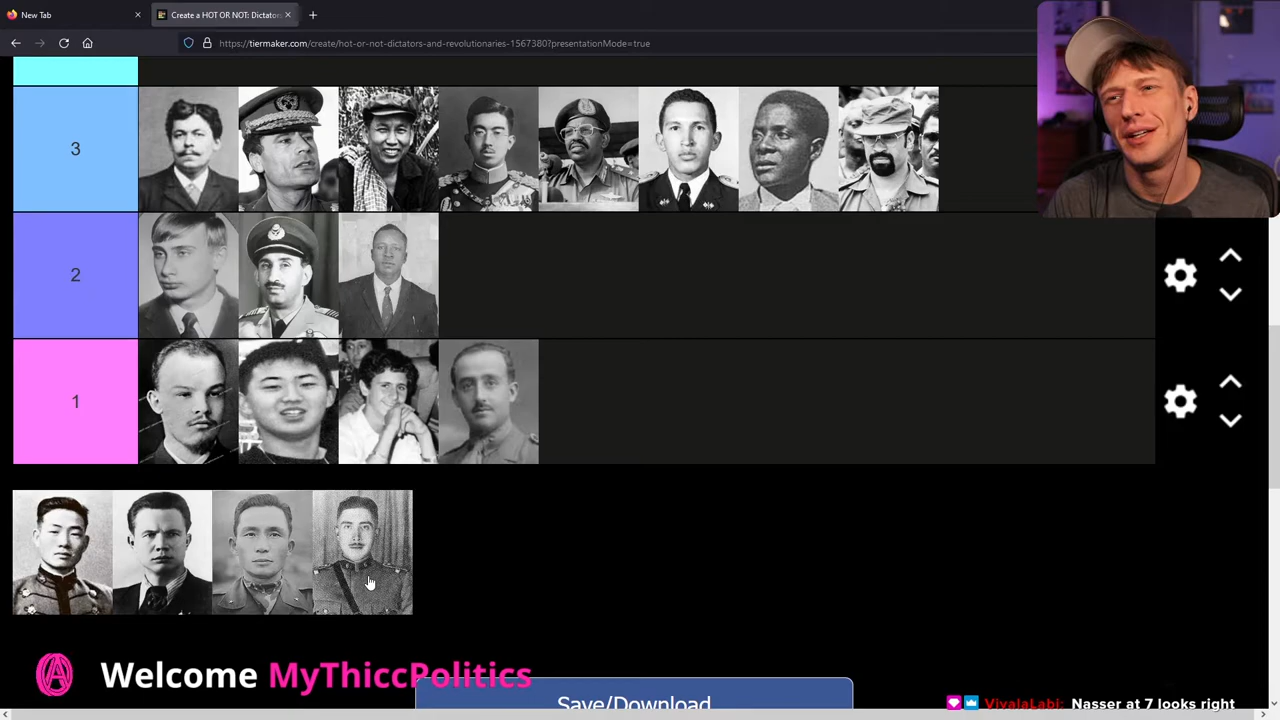 New Tab
Create a HOT OR NOT: Dictator
https://tiermaker.com/create/hot-or-not-dictators-and-revolutionaries-1567380?presentationMode=true
3
2
1
Welcome MyThiccPolitics
Save/Download
VivalaLabi: Nasser at 7 looks right